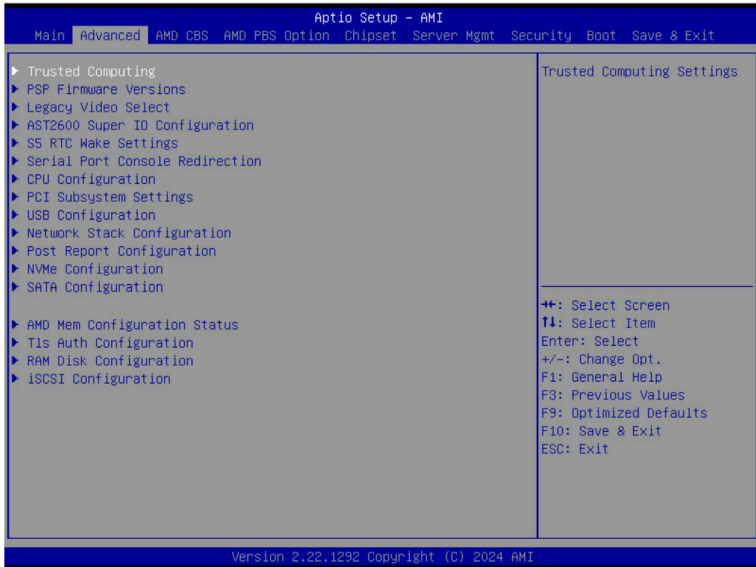 Aptio Setup - AMI
Main Advanced AMD CBS AMD PBS Option Chipset Server Mgmt Security Boot Save & Exit
▶ Trusted Computing
▶ PSP Firmware Versions
▶ Legacy Video Select
▶ AST2600 Super IO Configuration
▶ S5 RTC Wake Settings
▶ Serial Port Console Redirection
▶ CPU Configuration
▶ PCI Subsystem Settings
▶ USB Configuration
▶ Network Stack Configuration
▶ Post Report Configuration
▶ NVMe Configuration
▶ SATA Configuration
▶ AMD Mem Configuration Status
▶ Tls Auth Configuration
▶ RAM Disk Configuration
▶ iSCSI Configuration
Trusted Computing Settings
→←: Select Screen
↑↓: Select Item
Enter: Select
+/-: Change Opt.
F1: General Help
F3: Previous Values
F9: Optimized Defaults
F10: Save & Exit
ESC: Exit
Version 2.22.1292 Copyright (C) 2024 AMI